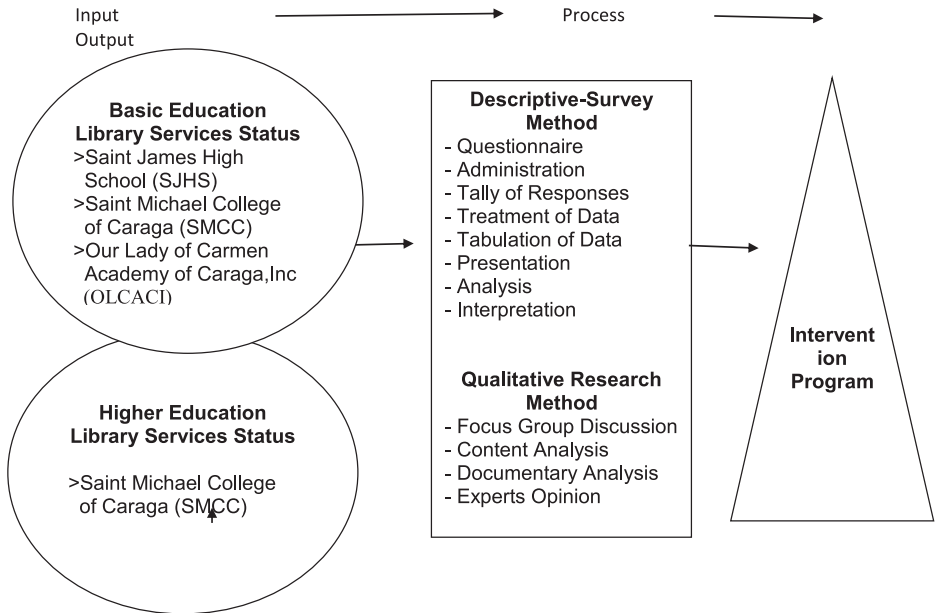 Input Process
Output
Basic Education
Library Services Status
>Saint James High
School (SJHS)
>Saint Michael College
of Caraga (SMCC)
>Our Lady of Carmen
Academy of Caraga,Inc
(OLCACI)
Higher Education
Library Services Status
>Saint Michael College
of Caraga (SMCC)
Descriptive-Survey
Method
- Questionnaire
- Administration
- Tally of Responses
- Treatment of Data
- Tabulation of Data
- Presentation
- Analysis
- Interpretation
Qualitative Research
Method
- Focus Group Discussion
- Content Analysis
- Documentary Analysis
- Experts Opinion
Intervent
ion
Program